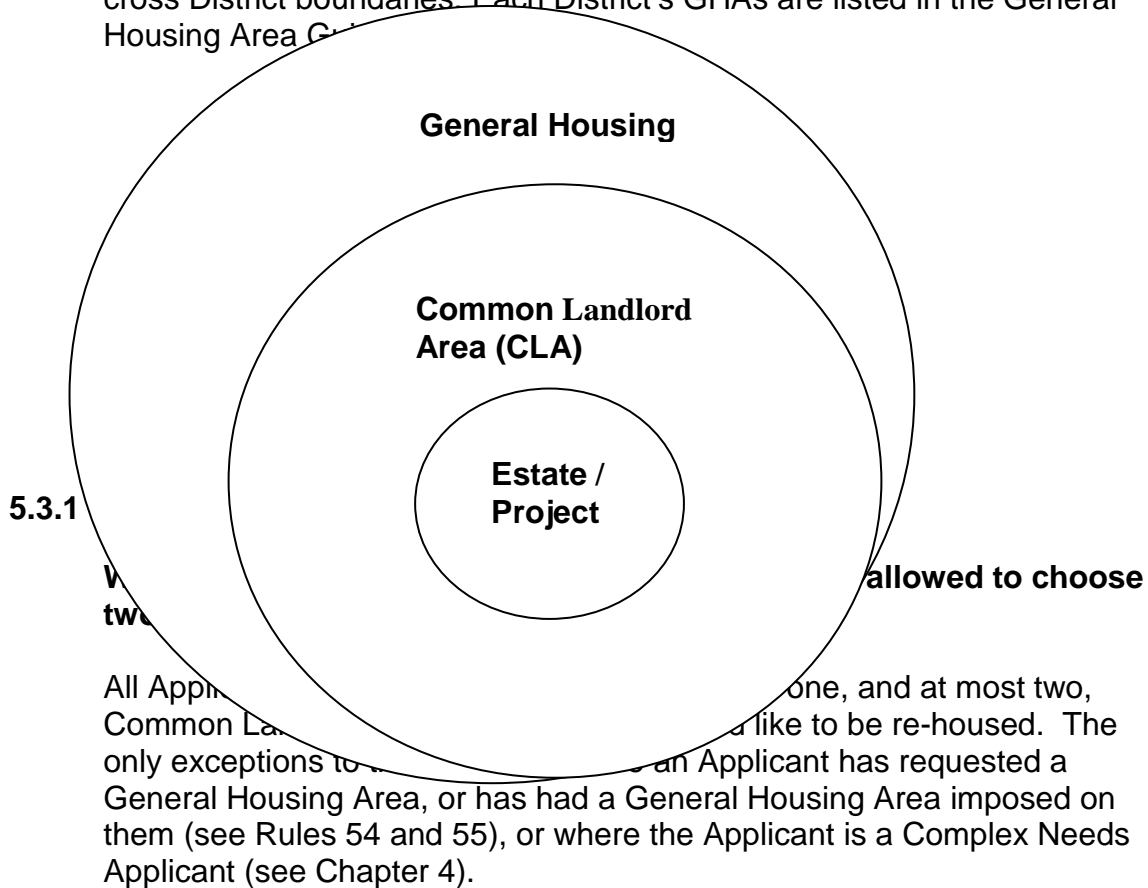 cross District boundaries. Each District's GHAs are listed in the General
Housing Area
General Housing
Common Landlord
Area (CLA)
Estate /
Project
5.3.1
allowed to choose
two
All one, and at most two,
Common like to be re-housed. The
only exceptions to an Applicant has requested a
General Housing Area, or has had a General Housing Area imposed on
them (see Rules 54 and 55), or where the Applicant is a Complex Needs
Applicant (see Chapter 4).